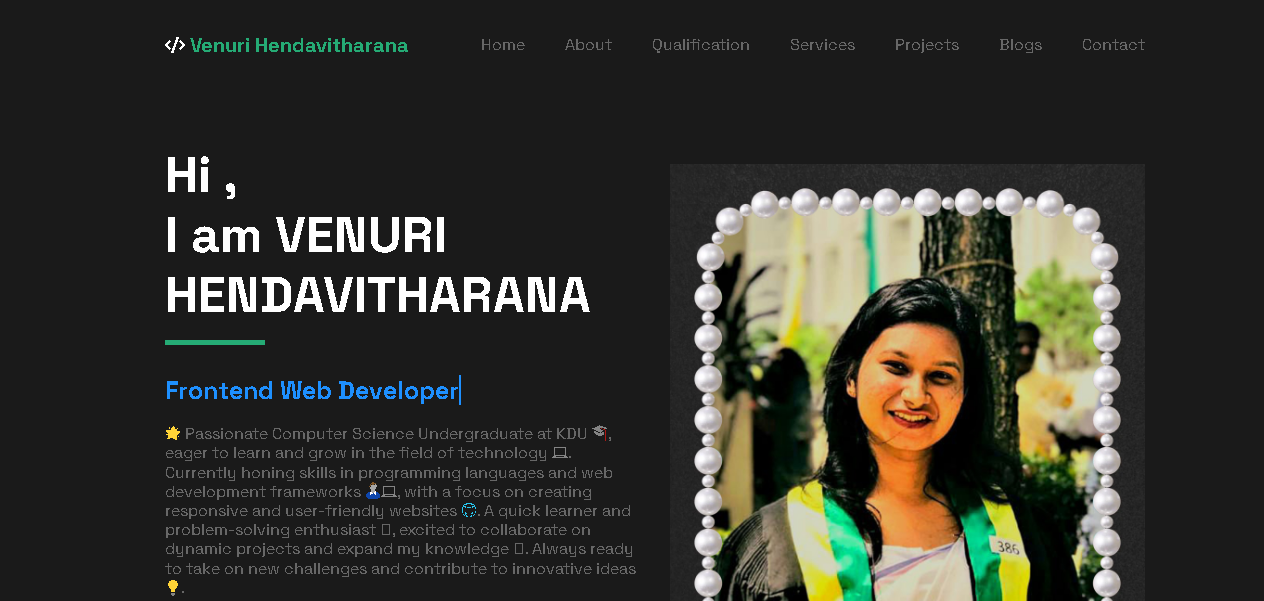 </> Venuri Hendavitharana
Home About Qualification Services Projects Blogs Contact
Hi ,
I am VENURI
HENDAVITHARANA
Frontend Web Developer
🌟 Passionate Computer Science Undergraduate at KDU 🎓,
eager to learn and grow in the field of technology 💻.
Currently honing skills in programming languages and web
development frameworks 👩‍💻, with a focus on creating
responsive and user-friendly websites 🌐. A quick learner and
problem-solving enthusiast ▯, excited to collaborate on
dynamic projects and expand my knowledge ▯. Always ready
to take on new challenges and contribute to innovative ideas
💡.
386